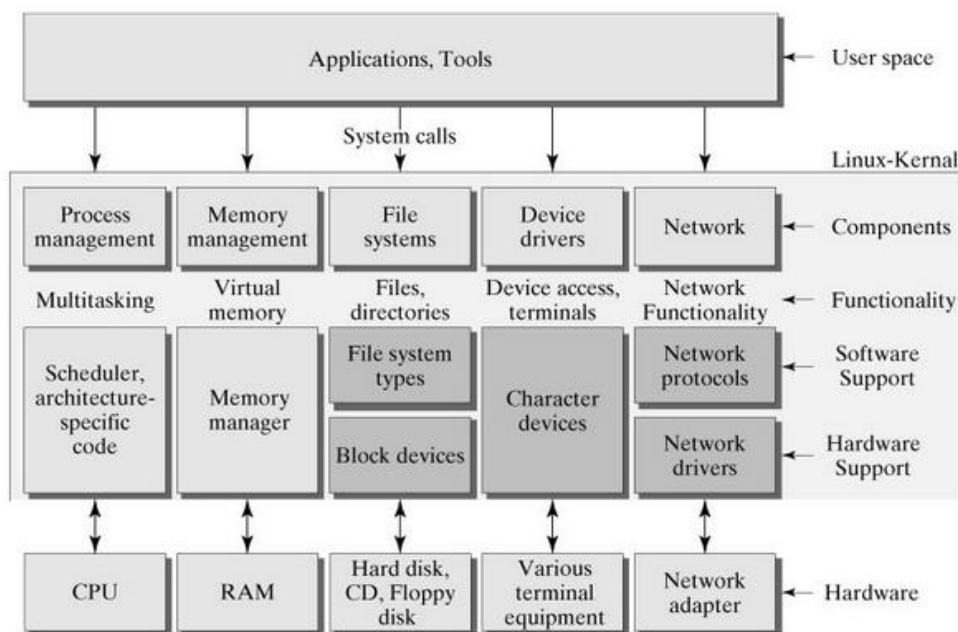 Applications, Tools
User space
System calls
Linux-Kernal
Process
management
Memory
management
File
systems
Device
drivers
Network
Components
Multitasking
Virtual
memory
Files,
directories
Device access,
terminals
Network
Functionality
Functionality
Scheduler,
architecture-
specific
code
Memory
manager
File system
types
Block devices
Character
devices
Network
protocols
Network
drivers
Software
Support
Hardware
Support
CPU
RAM
Hard disk,
CD, Floppy
disk
Various
terminal
equipment
Network
adapter
Hardware